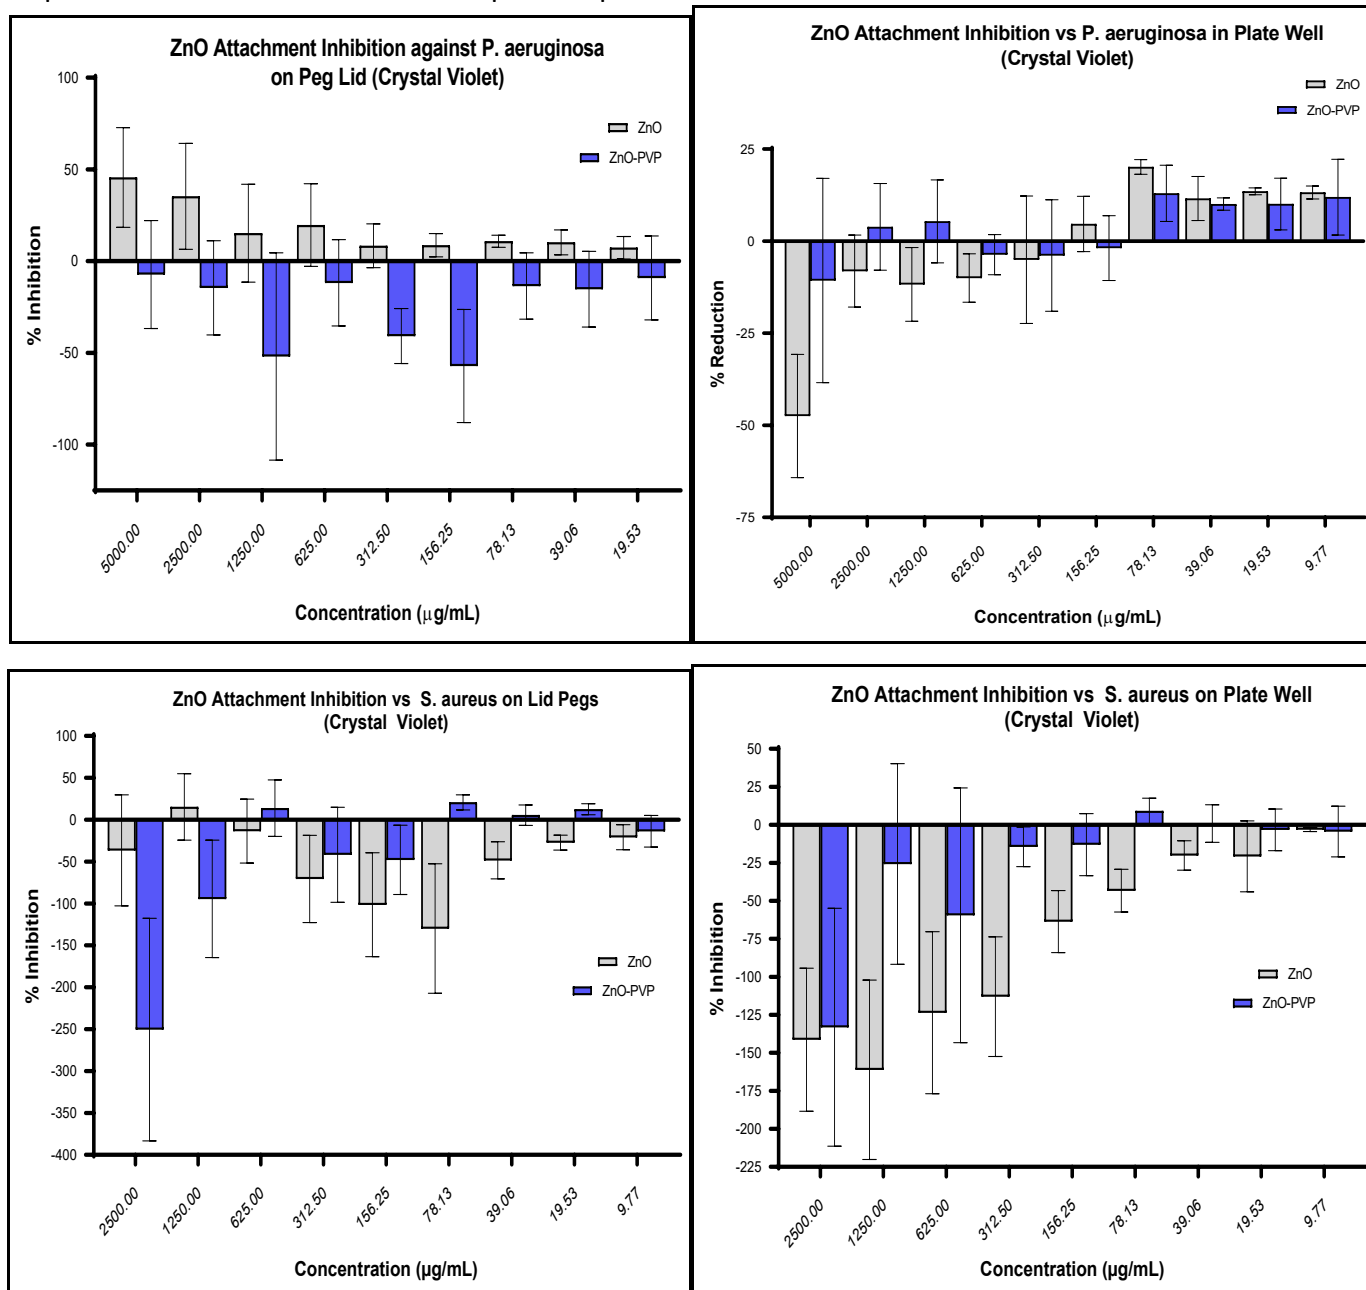 ZnO Attachment Inhibition against P. aeruginosa
on Peg Lid (Crystal Violet)
ZnO
ZnO-PVP
% Inhibition
100
50
0
-50
-100
5000.00
2500.00
1250.00
625.00
312.50
156.25
78.13
39.06
19.53
Concentration (μg/mL)
ZnO Attachment Inhibition vs P. aeruginosa in Plate Well
(Crystal Violet)
ZnO
ZnO-PVP
% Reduction
25
0
-25
-50
-75
5000.00
2500.00
1250.00
625.00
312.50
156.25
78.13
39.06
19.53
9.77
Concentration (μg/mL)
ZnO Attachment Inhibition vs S. aureus on Lid Pegs
(Crystal Violet)
% Inhibition
100
50
0
-50
-100
-150
-200
-250
-300
-350
-400
ZnO
ZnO-PVP
2500.00
1250.00
625.00
312.50
156.25
78.13
39.06
19.53
9.77
Concentration (µg/mL)
ZnO Attachment Inhibition vs S. aureus on Plate Well
(Crystal Violet)
% Inhibition
50
25
0
-25
-50
-75
-100
-125
-150
-175
-200
-225
ZnO
ZnO-PVP
2500.00
1250.00
625.00
312.50
156.25
78.13
39.06
19.53
9.77
Concentration (µg/mL)